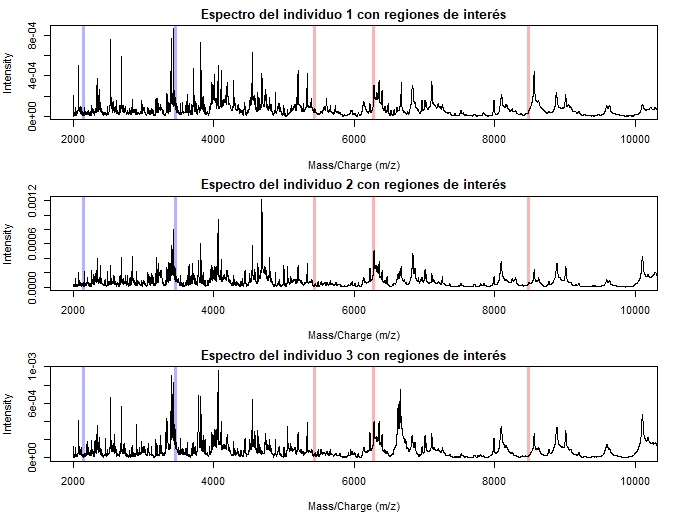 Espectro del individuo 1 con regiones de interés
Intensity
8e-04
4e-04
0e+00
2000 4000 6000 8000 10000
Mass/Charge (m/z)
Espectro del individuo 2 con regiones de interés
Intensity
0.0012
0.0006
0.0000
2000 4000 6000 8000 10000
Mass/Charge (m/z)
Espectro del individuo 3 con regiones de interés
Intensity
1e-03
6e-04
0e+00
2000 4000 6000 8000 10000
Mass/Charge (m/z)